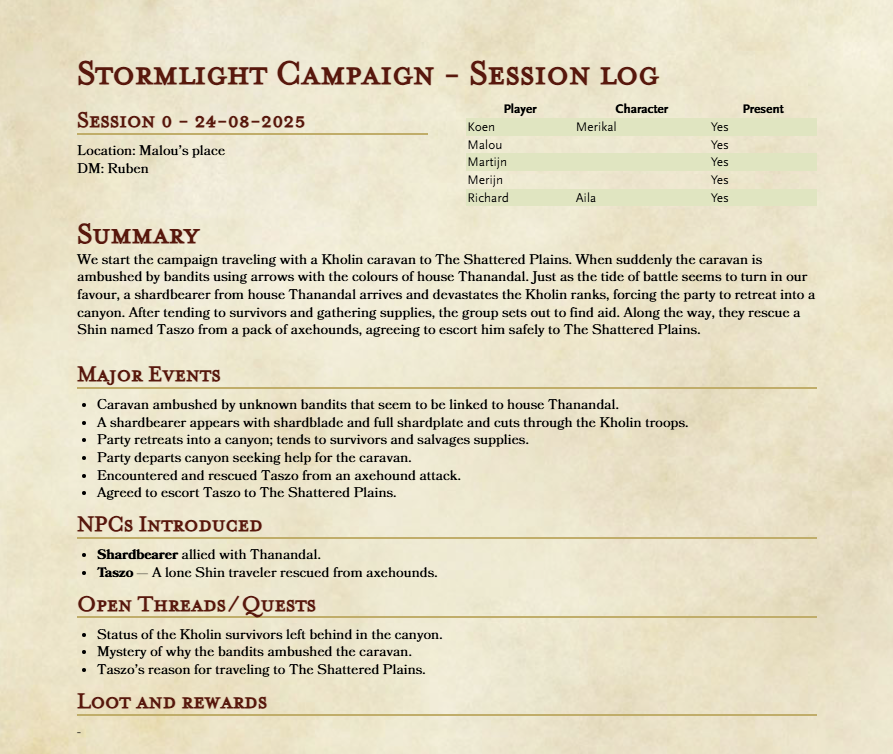 Stormlight Campaign – Session log
Session 0 – 24-08-2025
Location: Malou's place
DM: Ruben
Player Character Present
Koen Merikal Yes
Malou Yes
Martijn Yes
Merijn Yes
Richard Aila Yes
Summary
We start the campaign traveling with a Kholin caravan to The Shattered Plains. When suddenly the caravan is
ambushed by bandits using arrows with the colours of house Thanandal. Just as the tide of battle seems to turn in our
favour, a shardbearer from house Thanandal arrives and devastates the Kholin ranks, forcing the party to retreat into a
canyon. After tending to survivors and gathering supplies, the group sets out to find aid. Along the way, they rescue a
Shin named Taszo from a pack of axehounds, agreeing to escort him safely to The Shattered Plains.
Major Events
• Caravan ambushed by unknown bandits that seem to be linked to house Thanandal.
• A shardbearer appears with shardblade and full shardplate and cuts through the Kholin troops.
• Party retreats into a canyon; tends to survivors and salvages supplies.
• Party departs canyon seeking help for the caravan.
• Encountered and rescued Taszo from an axehound attack.
• Agreed to escort Taszo to The Shattered Plains.
NPCs Introduced
• Shardbearer allied with Thanandal.
• Taszo — A lone Shin traveler rescued from axehounds.
Open Threads/Quests
• Status of the Kholin survivors left behind in the canyon.
• Mystery of why the bandits ambushed the caravan.
• Taszo's reason for traveling to The Shattered Plains.
Loot and rewards
-